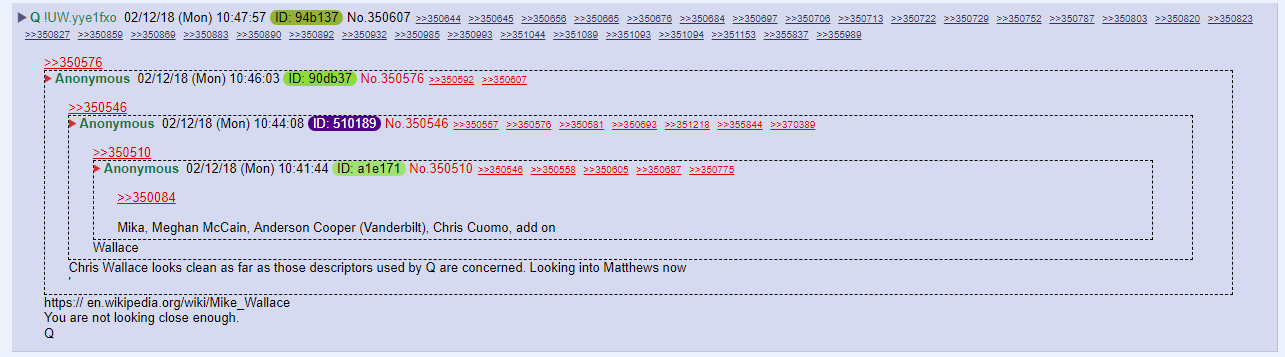 Q !UW.yye1fxo 02/12/18 (Mon) 10:47:57 ID: 94b137 No.350607 >>350644 >>350645 >>350656 >>350665 >>350676 >>350684 >>350697 >>350706 >>350713 >>350722 >>350729 >>350752 >>350787 >>350803 >>350820 >>350823
>>350827 >>350859 >>350869 >>350883 >>350890 >>350892 >>350932 >>350985 >>350993 >>351044 >>351089 >>351093 >>351094 >>351153 >>355837 >>355989
>>350576
Anonymous 02/12/18 (Mon) 10:46:03 ID: 90db37 No.350576 >>350592 >>350607
>>350546
Anonymous 02/12/18 (Mon) 10:44:08 ID: 510189 No.350546 >>350557 >>350576 >>350581 >>350693 >>351218 >>355844 >>370389
>>350510
Anonymous 02/12/18 (Mon) 10:41:44 ID: a1e171 No.350510 >>350546 >>350558 >>350605 >>350687 >>350775
>>350084
Mika, Meghan McCain, Anderson Cooper (Vanderbilt), Chris Cuomo, add on
Wallace
Chris Wallace looks clean as far as those descriptors used by Q are concerned. Looking into Matthews now
'
https:// en.wikipedia.org/wiki/Mike_Wallace
You are not looking close enough.
Q